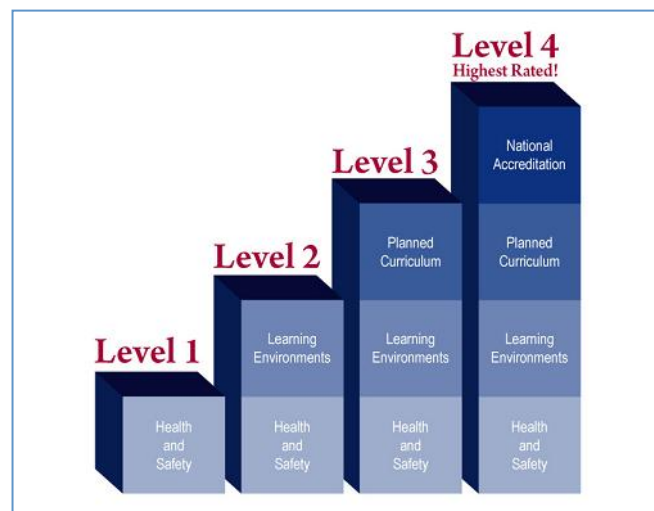 Level 1
Health
and
Safety
Level 2
Learning
Environments
Health
and
Safety
Level 3
Planned
Curriculum
Learning
Environments
Health
and
Safety
Level 4
Highest Rated!
National
Accreditation
Planned
Curriculum
Learning
Environments
Health
and
Safety